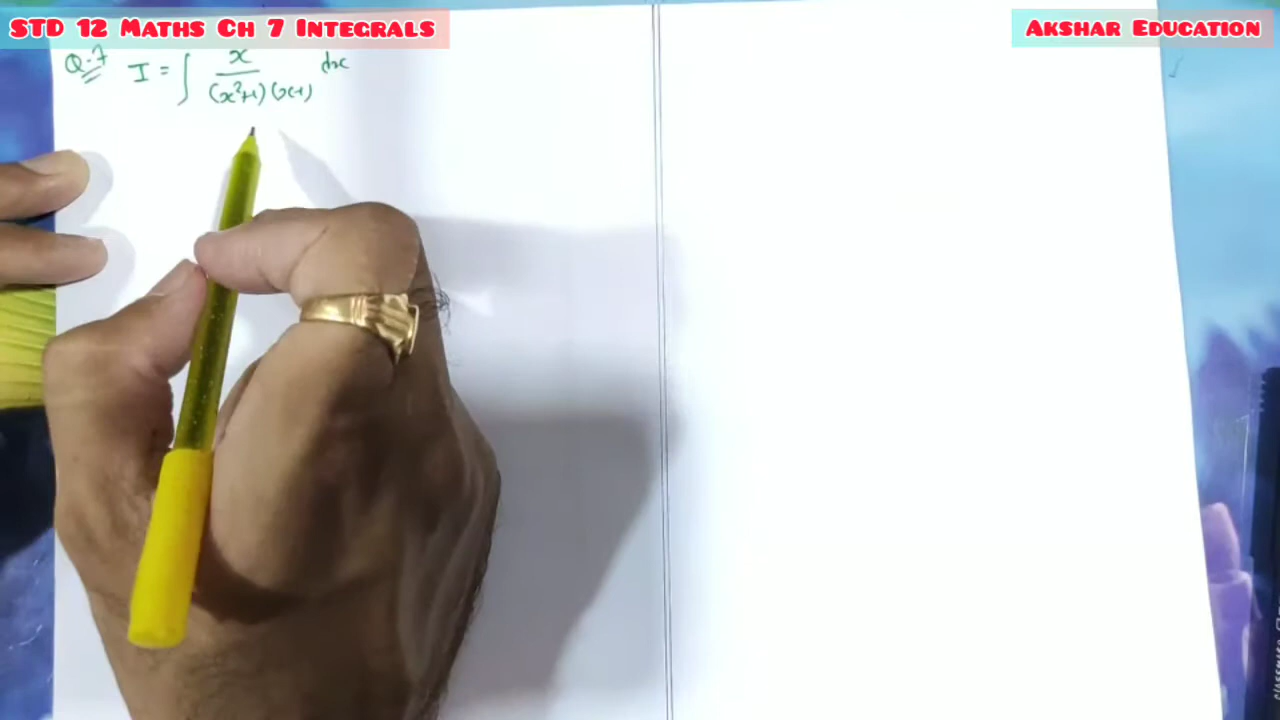 STD 12 Maths Ch 7 Integrals
Akshar Education
Q-7 I = ∫ x / (x²+1)(x-1) dx